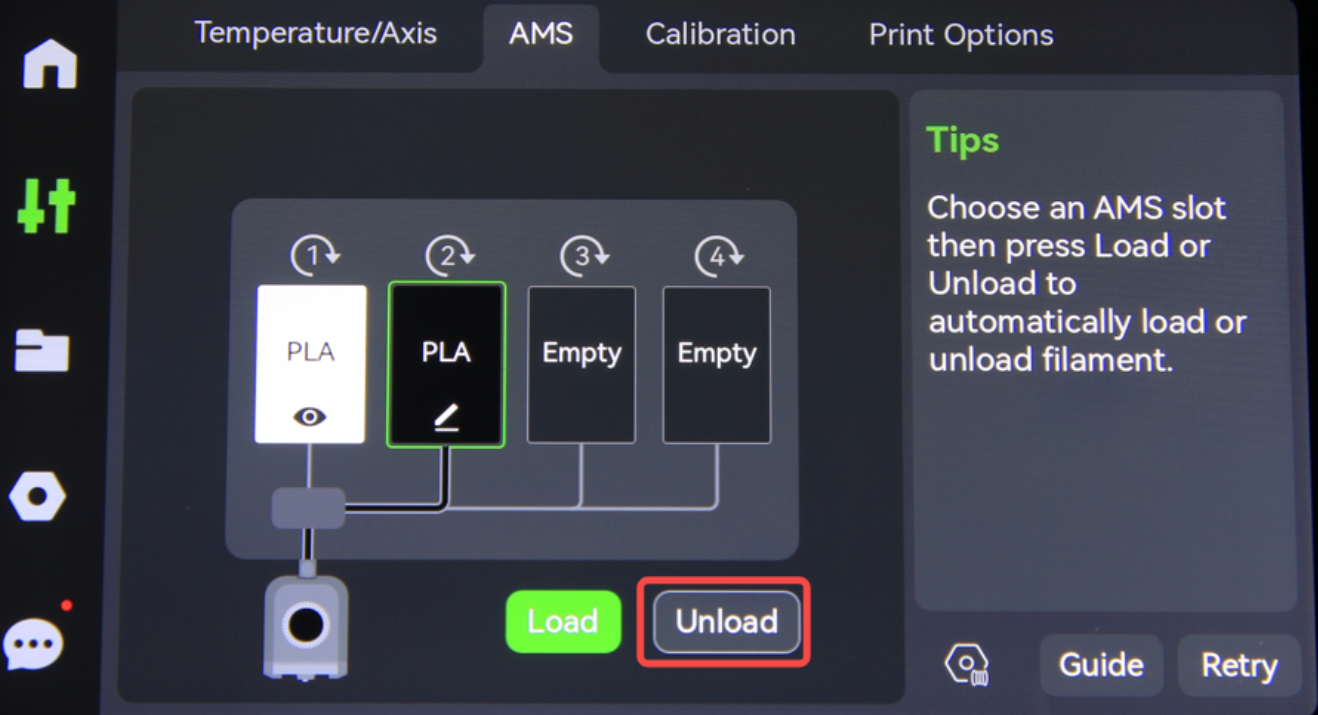 Temperature/Axis
AMS
Calibration
Print Options
1
2
3
4
PLA
PLA
Empty
Empty
Load
Unload
Tips
Choose an AMS slot
then press Load or
Unload to
automatically load or
unload filament.
Guide
Retry